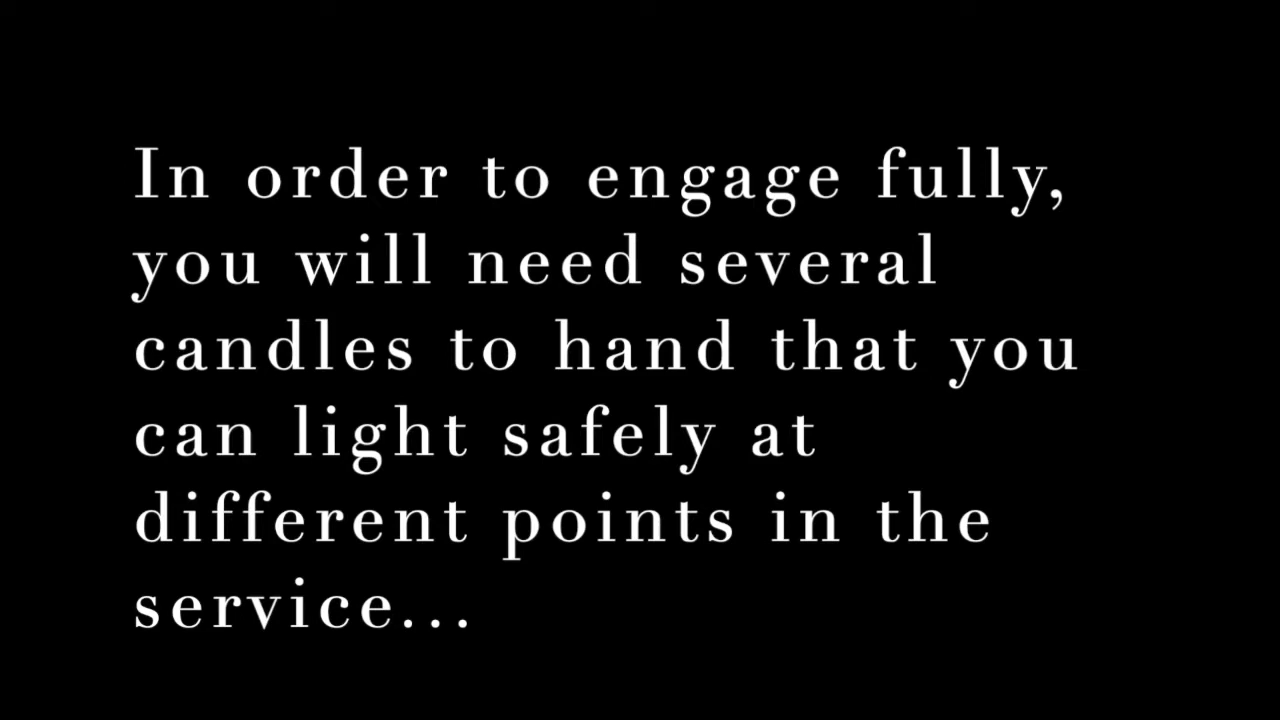 In order to engage fully,
you will need several
candles to hand that you
can light safely at
different points in the
service...